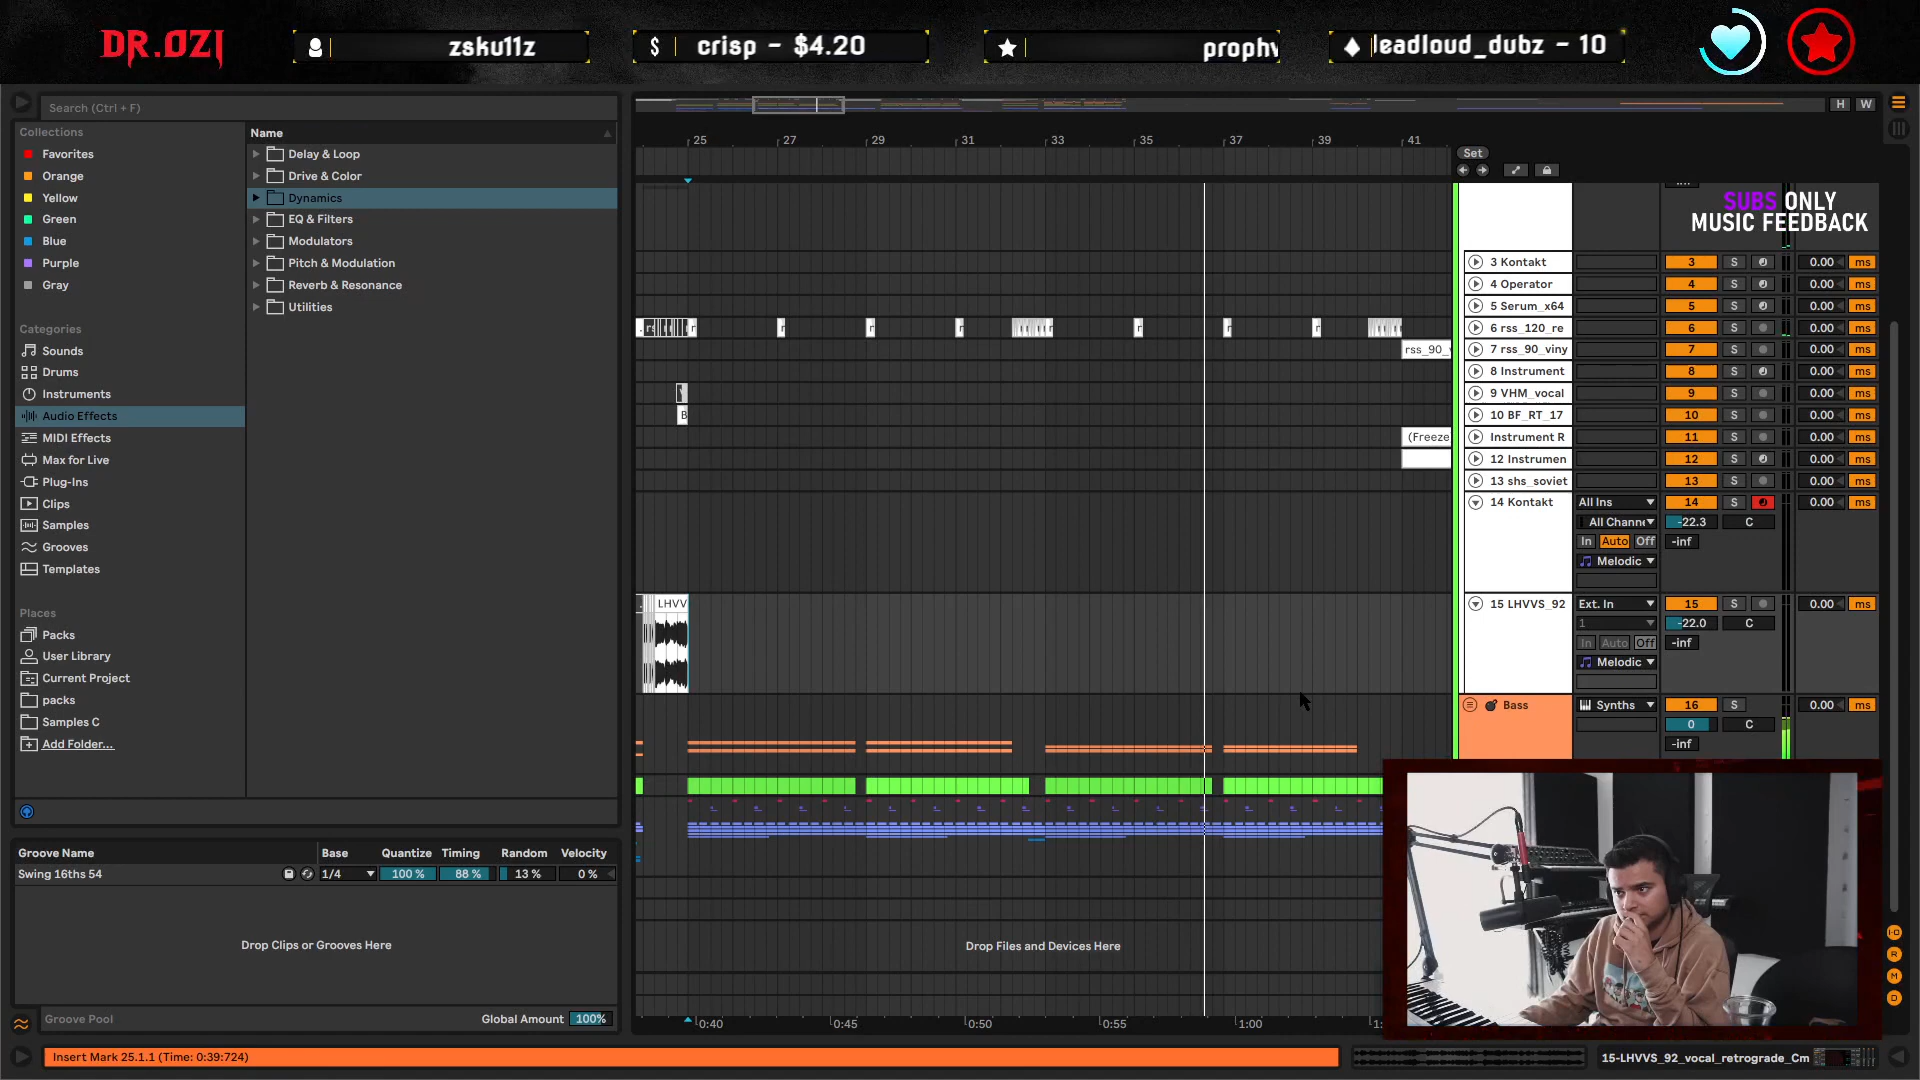 DR.OZI
zsku11z
$ crisp - $4.20
leadloud_dubz - 10
Search (Ctrl + F)
Collections
Favorites
Orange
Yellow
Green
Blue
Purple
Gray
Categories
Sounds
Drums
Instruments
Audio Effects
MIDI Effects
Max for Live
Plug-Ins
Clips
Samples
Grooves
Templates
Places
Packs
User Library
Current Project
packs
Samples C
Add Folder...
Name
Delay & Loop
Drive & Color
Dynamics
EQ & Filters
Modulators
Pitch & Modulation
Reverb & Resonance
Utilities
Groove Name Base Quantize Timing Random Velocity
Swing 16ths 54 1/4 100 % 88 % 13 % 0 %
Drop Clips or Grooves Here
Groove Pool Global Amount 100%
H W
25 27 29 31 33 35 37 39 41
Set
SUBS ONLY
MUSIC FEEDBACK
3 Kontakt 3 S 0.00 ms
4 Operator 4 S 0.00 ms
5 Serum_x64 5 S 0.00 ms
6 rss_120_re 6 S 0.00 ms
rss_90_v 7 rss_90_viny 7 S 0.00 ms
8 Instrument 8 S 0.00 ms
9 VHM_vocal 9 S 0.00 ms
B 10 BF_RT_17 10 S 0.00 ms
(Freeze Instrument R 11 S 0.00 ms
12 Instrumen 12 S 0.00 ms
13 shs_soviet 13 S 0.00 ms
14 Kontakt All Ins 14 S 0.00 ms
All Channe -22.3 C
In Auto Off -inf
Melodic
LHVV 15 LHVVS_92 Ext. In 15 S 0.00 ms
1 -22.0 C
In Auto Off -inf
Melodic
Bass Synths 16 S 0.00 ms
0 C
-inf
Drop Files and Devices Here
0:40 0:45 0:50 0:55 1:00
Insert Mark 25.1.1 (Time: 0:39:724)
15-LHVVS_92_vocal_retrograde_Cm